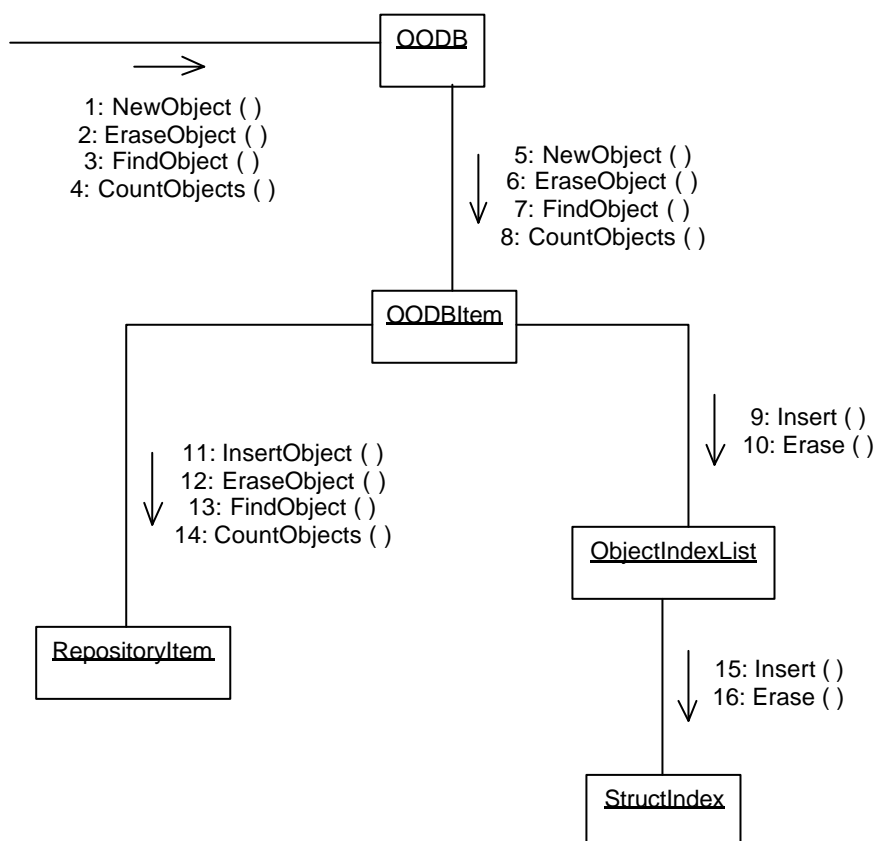 OODB
1: NewObject ( )
2: EraseObject ( )
3: FindObject ( )
4: CountObjects ( )
5: NewObject ( )
6: EraseObject ( )
7: FindObject ( )
8: CountObjects ( )
OODBItem
9: Insert ( )
10: Erase ( )
11: InsertObject ( )
12: EraseObject ( )
13: FindObject ( )
14: CountObjects ( )
ObjectIndexList
RepositoryItem
15: Insert ( )
16: Erase ( )
StructIndex